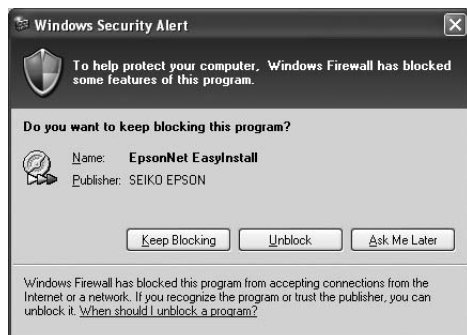 Windows Security Alert
To help protect your computer, Windows Firewall has blocked
some features of this program.
Do you want to keep blocking this program?
Name: EpsonNet EasyInstall
Publisher: SEIKO EPSON
Keep Blocking Unblock Ask Me Later
Windows Firewall has blocked this program from accepting connections from the
Internet or a network. If you recognize the program or trust the publisher, you can
unblock it. When should I unblock a program?